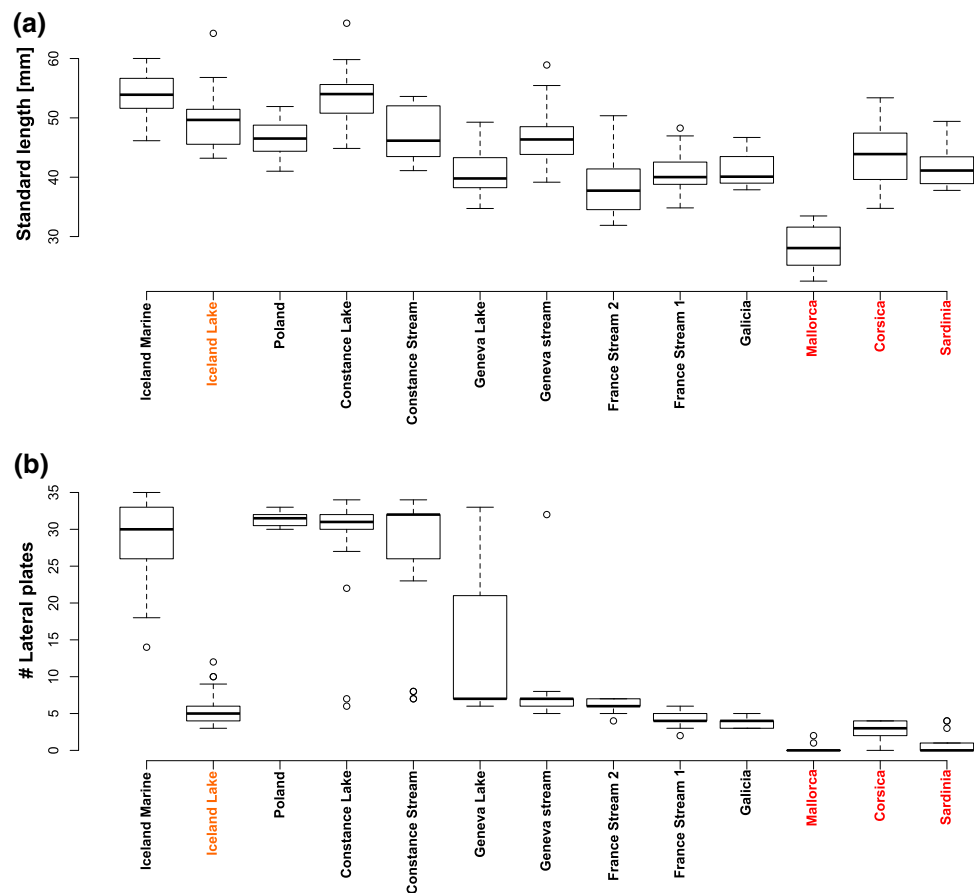 (a)
Standard length [mm]
60
50
40
30
Iceland Marine
Iceland Lake
Poland
Constance Lake
Constance Stream
Geneva Lake
Geneva stream
France Stream 2
France Stream 1
Galicia
Mallorca
Corsica
Sardinia
(b)
# Lateral plates
35
30
25
20
15
10
5
0
Iceland Marine
Iceland Lake
Poland
Constance Lake
Constance Stream
Geneva Lake
Geneva stream
France Stream 2
France Stream 1
Galicia
Mallorca
Corsica
Sardinia